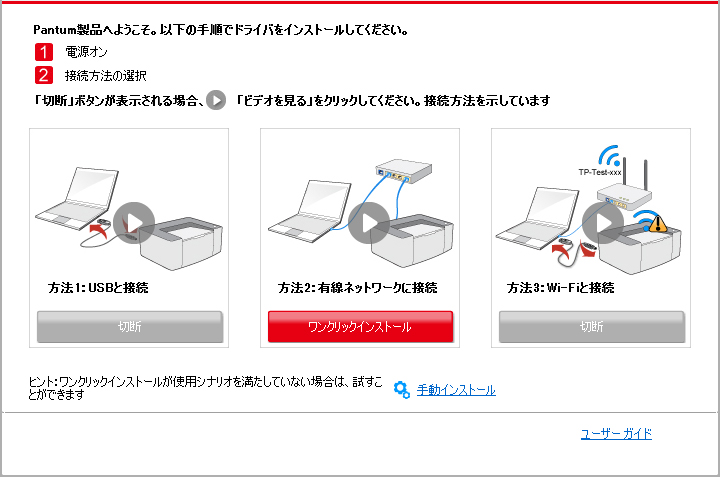 Pantum製品へようこそ。以下の手順でドライバをインストールしてください。
1 電源オン
2 接続方法の選択
「切断」ボタンが表示される場合、 「ビデオを見る」をクリックしてください。接続方法を示しています
TP-Test-xxx
方法1：USBと接続
方法2：有線ネットワークに接続
方法3：Wi-Fiと接続
切断
ワンクリックインストール
切断
ヒント：ワンクリックインストールが使用シナリオを満たしていない場合は、試すこ
とができます
手動インストール
ユーザー ガイド